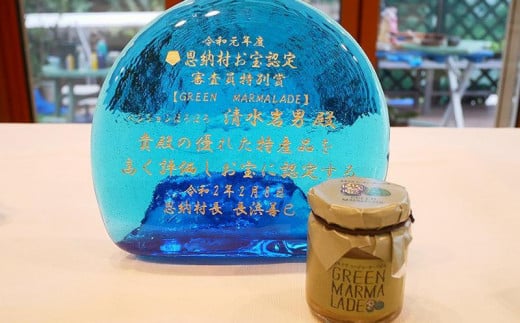 令和元年度
恩納村お宝認定
審査員特別賞
【GREEN MARMALADE】
清水岩男殿
貴殿の優れた特産品を
高く評価しお宝に認定する
令和2年2月8日
恩納村長 長浜善巳
GREEN
MARMA
LADE